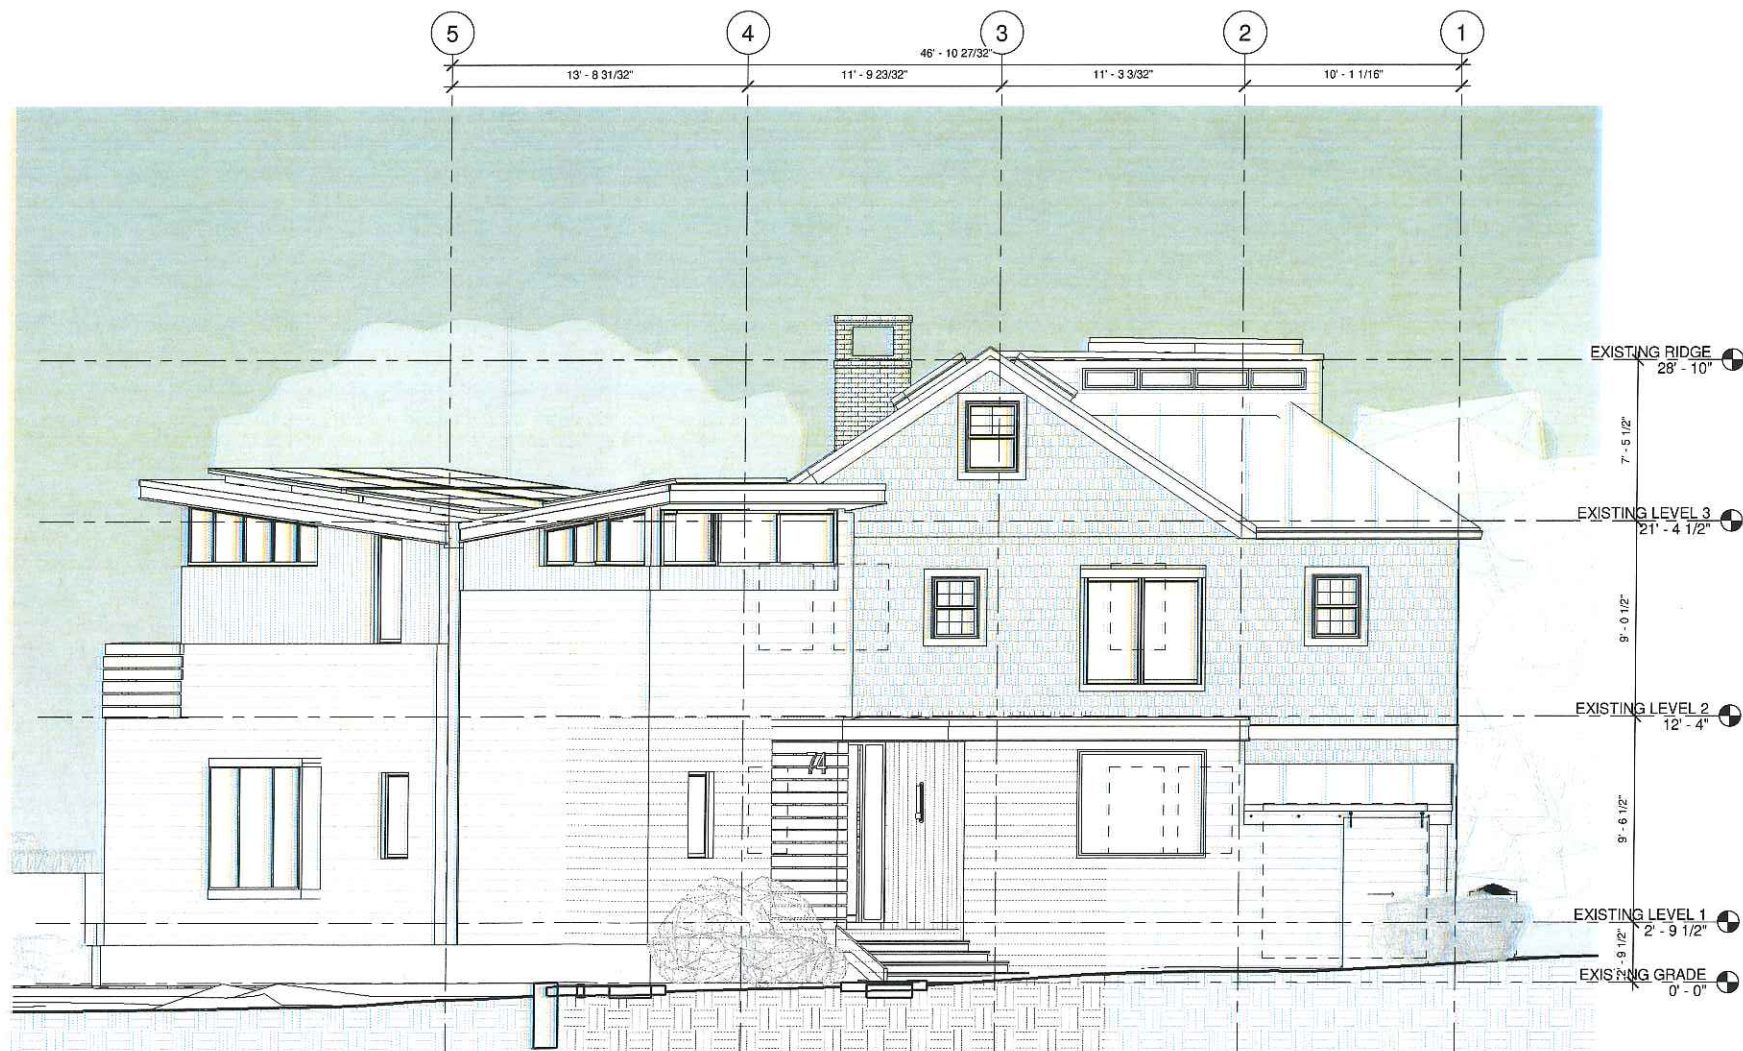 5 4 3 2 1
46' - 10 27/32"
13' - 8 31/32" 11' - 9 23/32" 11' - 3 3/32" 10' - 1 1/16"
EXISTING RIDGE
28' - 10"
7' - 5 1/2"
EXISTING LEVEL 3
21' - 4 1/2"
9' - 0 1/2"
EXISTING LEVEL 2
12' - 4"
74
9' - 6 1/2"
EXISTING LEVEL 1
2' - 9 1/2"
2' - 9 1/2"
EXISTING GRADE
0' - 0"